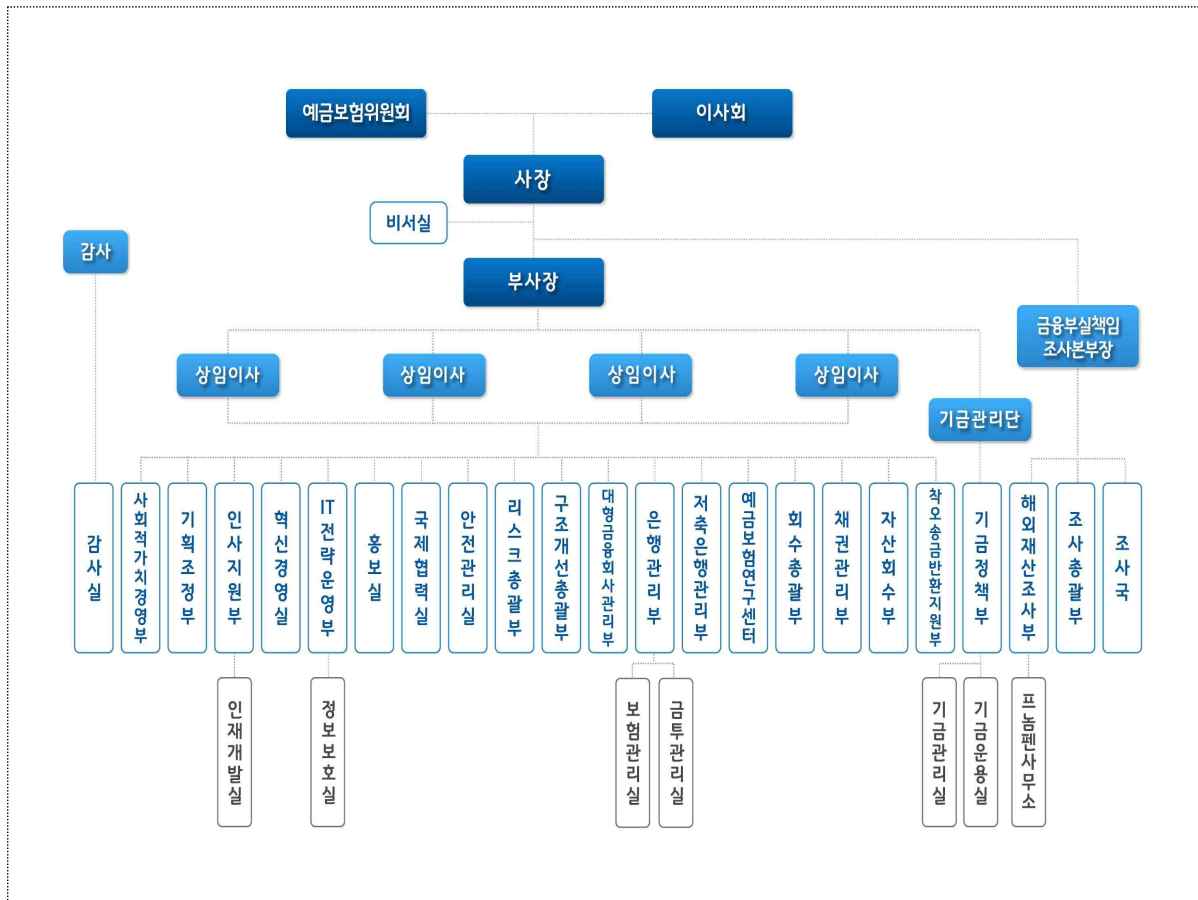 예금보험위원회
이사회
사장
비서실
감사
부사장
금융부실책임
조사본부장
상임이사
상임이사
상임이사
상임이사
기금관리단
감사실
사회적가치경영부
기획조정부
인사지원부
혁신경영실
IT전략운영부
홍보실
국제협력실
안전관리실
리스크총괄부
구조개선총괄부
대형금융회사관리부
은행관리부
저축은행관리부
예금보험연구센터
회수총괄부
채권관리부
자산회수부
착오송금반환지원부
기금정책부
해외재산조사부
조사총괄부
조사국
인재개발실
정보보호실
보험관리실
금투관리실
기금관리실
기금운용실
프놈펜사무소